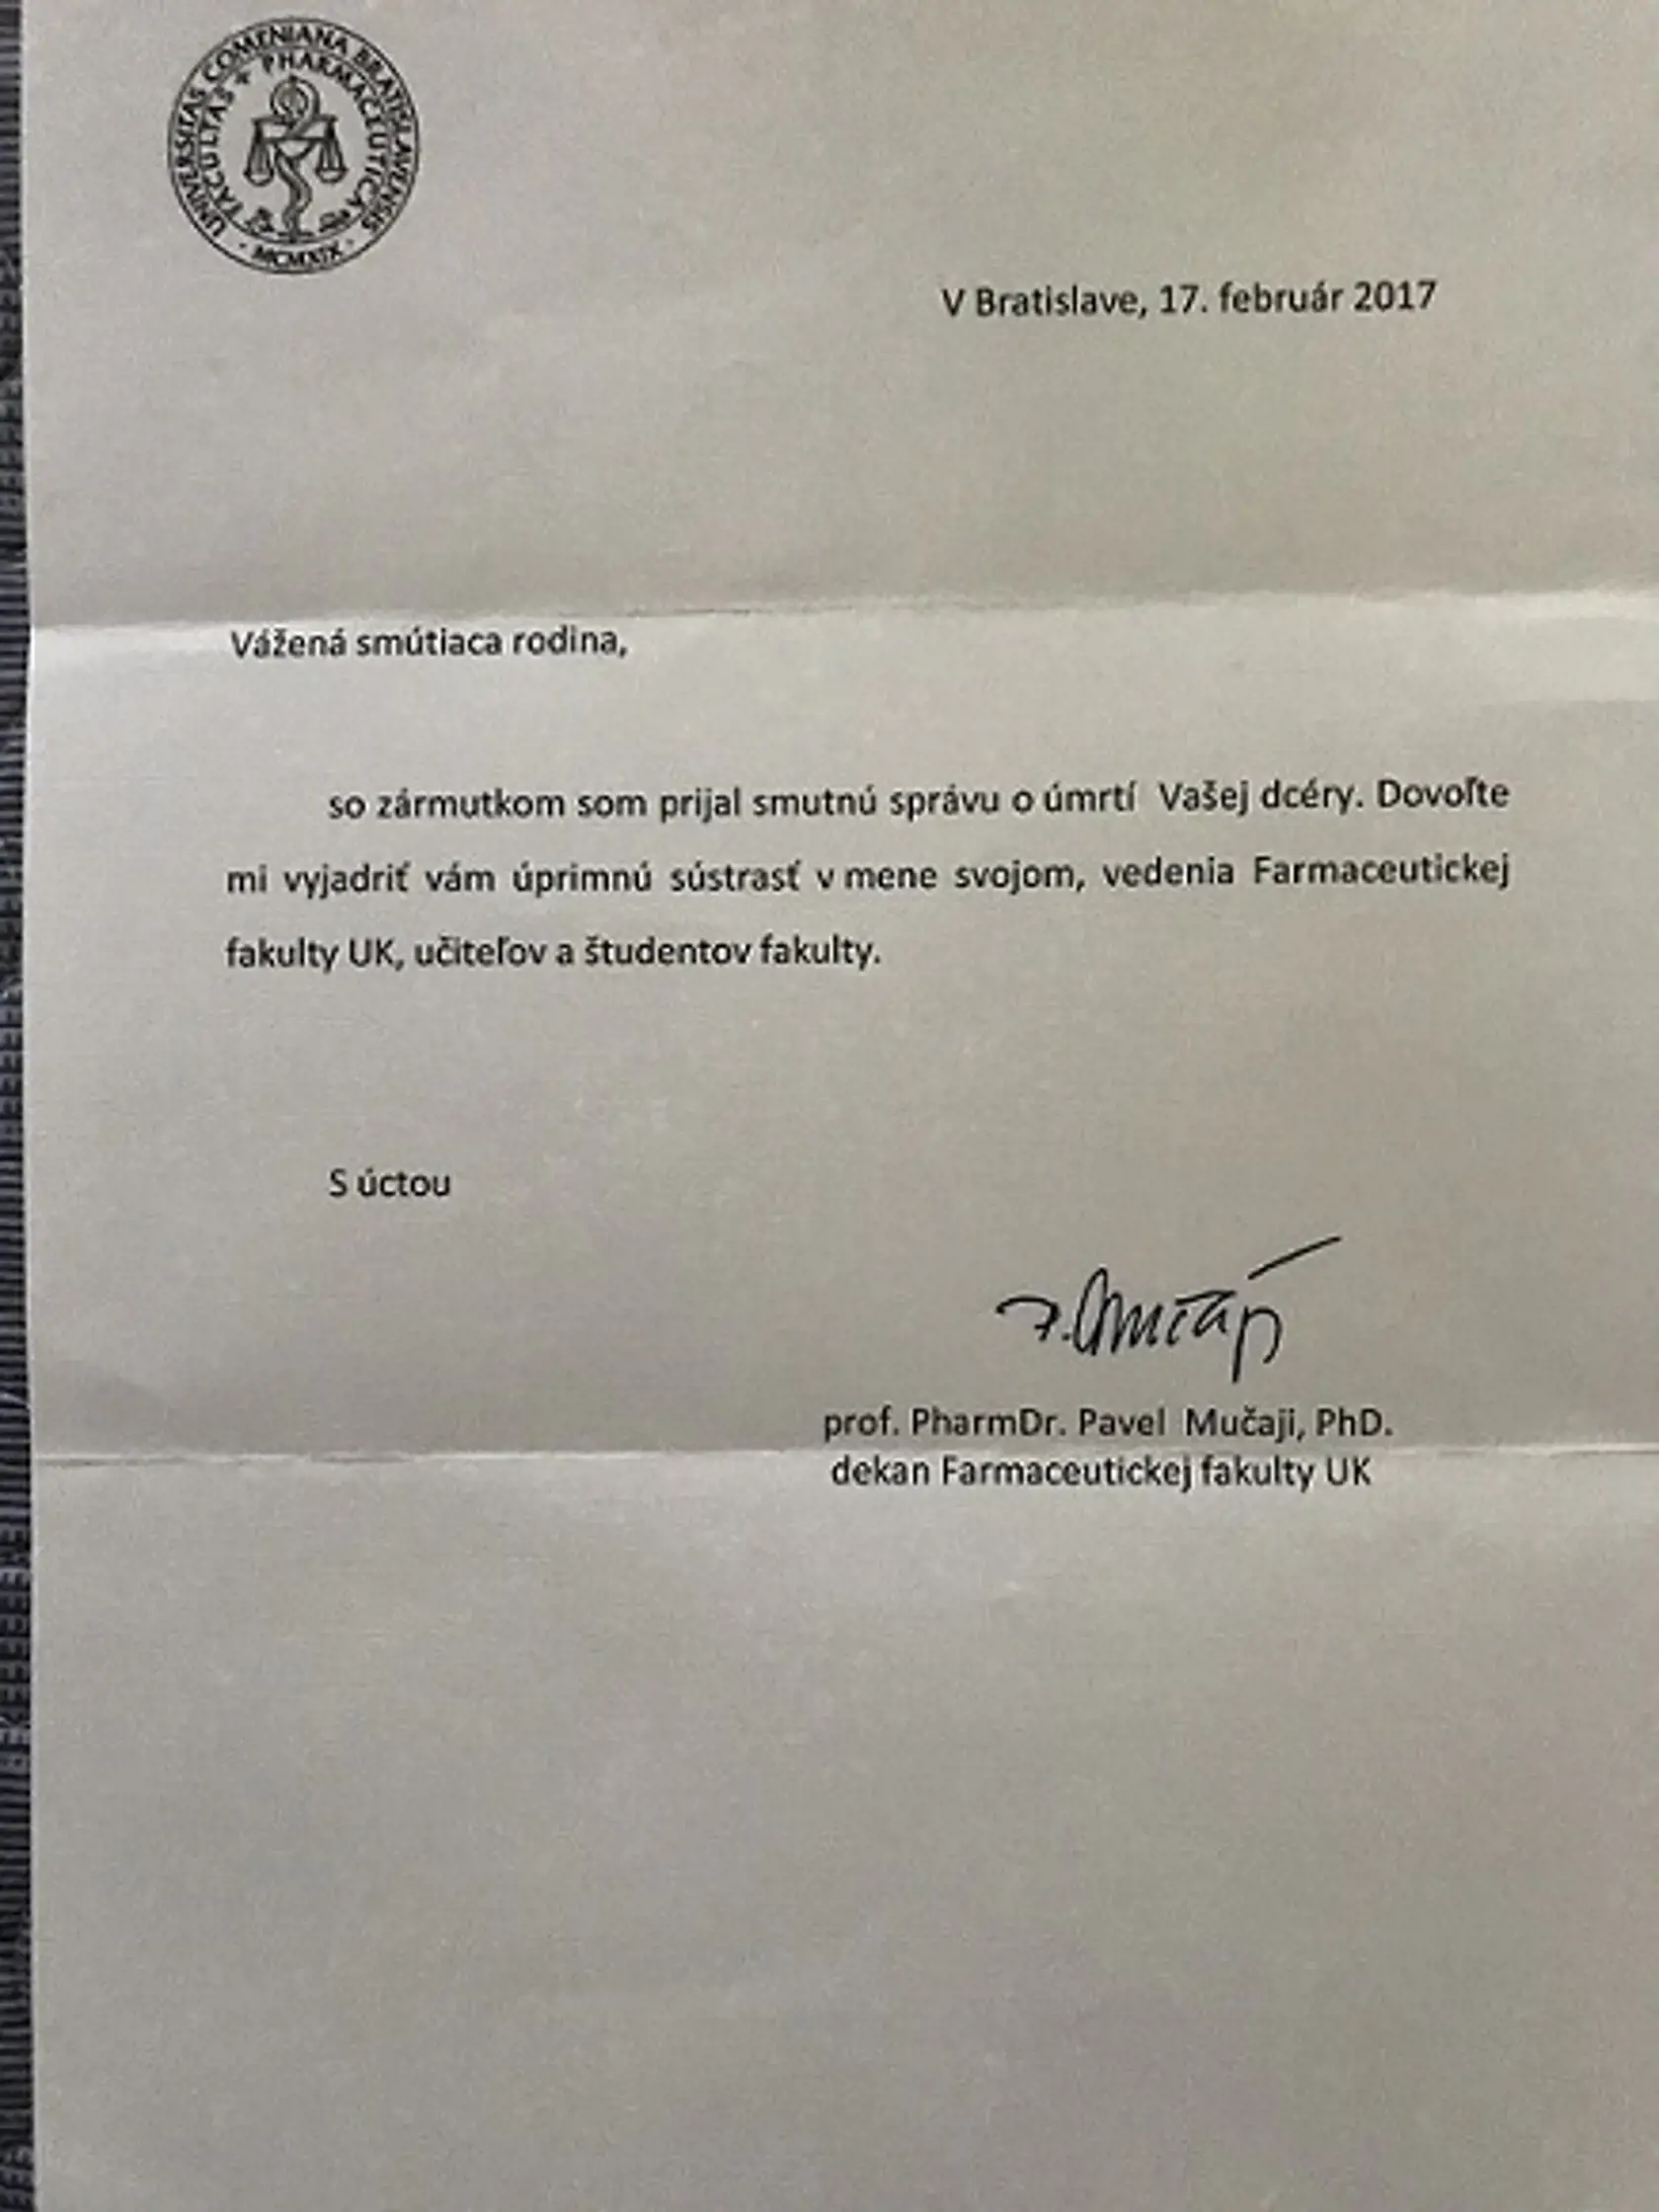 UNIVERSITAS COMENIANA BRATISLAVENSIS
FACULTAS PHARMACEUTICA
MCMXIX
V Bratislave, 17. február 2017
Vážená smútiaca rodina,
so zármutkom som prijal smutnú správu o úmrtí Vašej dcéry. Dovoľte
mi vyjadriť vám úprimnú sústrasť v mene svojom, vedenia Farmaceutickej
fakulty UK, učiteľov a študentov fakulty.
S úctou
P. Mučaji
prof. PharmDr. Pavel Mučaji, PhD.
dekan Farmaceutickej fakulty UK